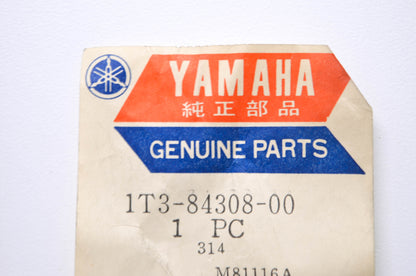 YAMAHA
純正部品
GENUINE PARTS
1T3-84308-00
1 PC
314
M81116A